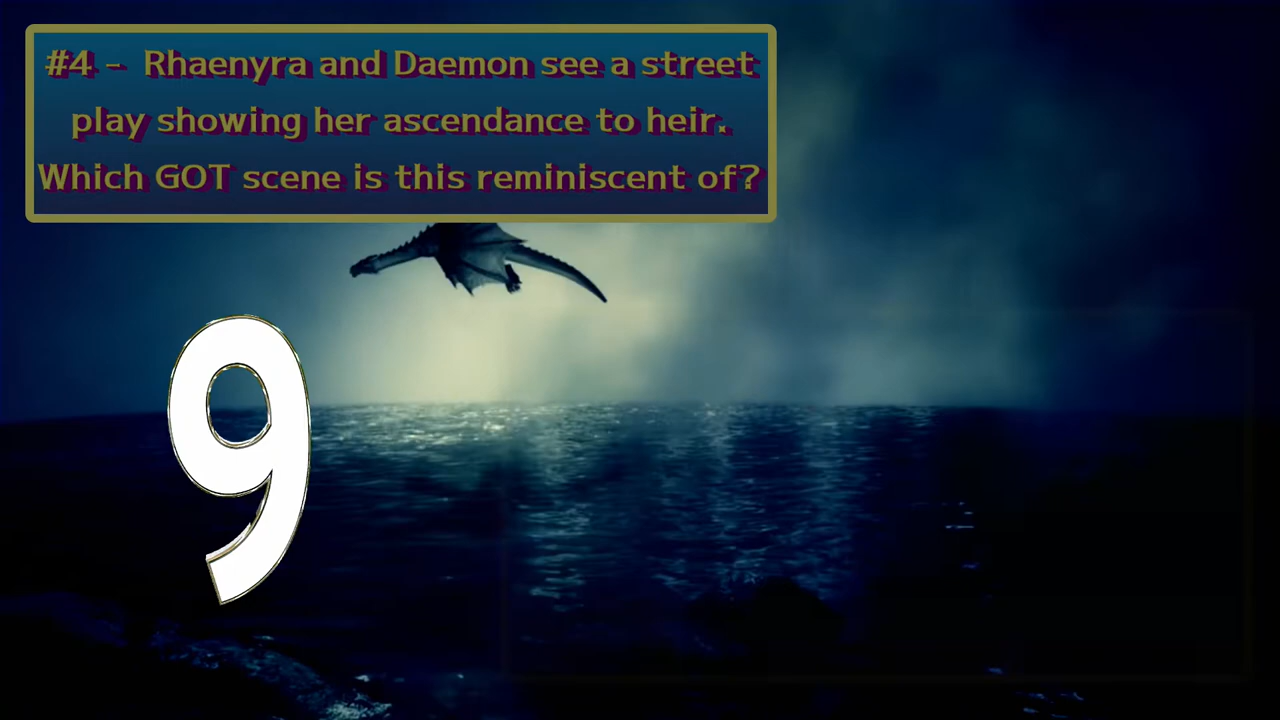 #4 - Rhaenyra and Daemon see a street
play showing her ascendance to heir.
Which GOT scene is this reminiscent of?
9